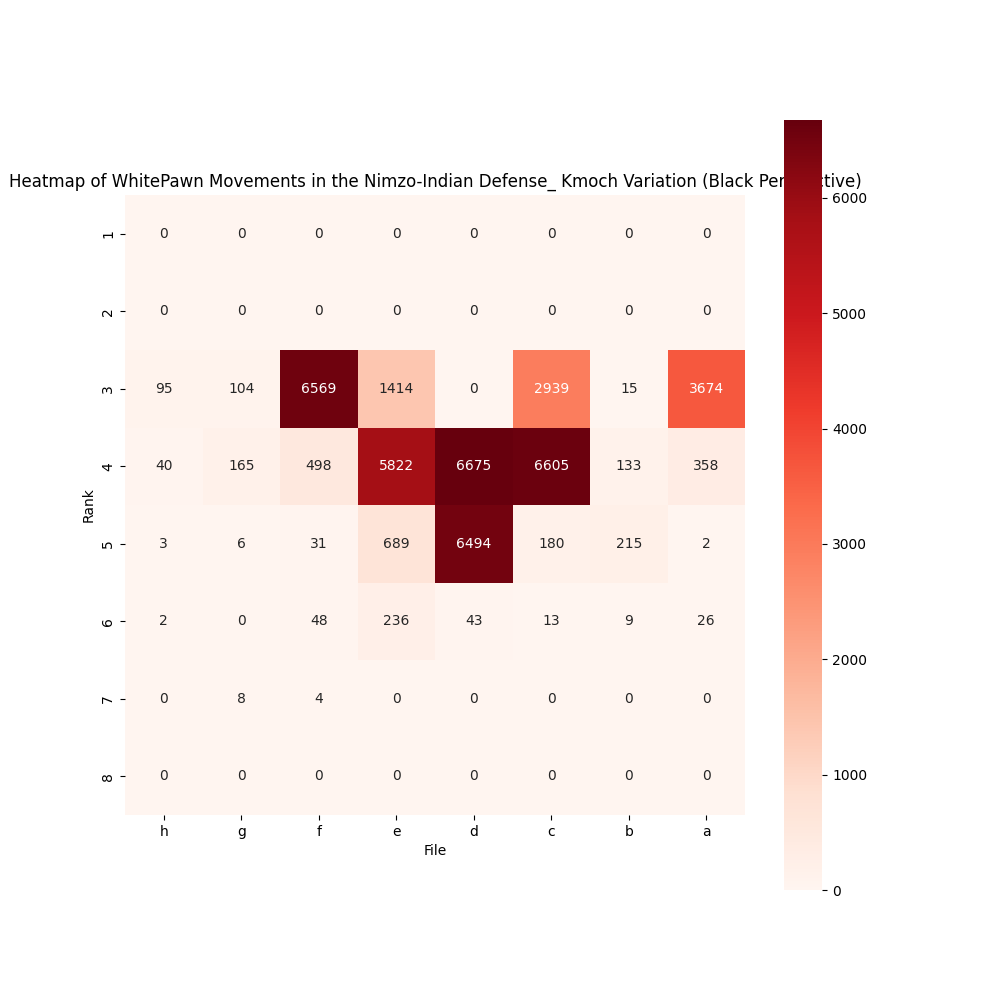 Heatmap of WhitePawn Movements in the Nimzo-Indian Defense_ Kmoch Variation (Black Per tive)
1 0 0 0 0 0 0 0 0
2 0 0 0 0 0 0 0 0
3 95 104 6569 1414 0 2939 15 3674
4 40 165 498 5822 6675 6605 133 358
5 3 6 31 689 6494 180 215 2
6 2 0 48 236 43 13 9 26
7 0 8 4 0 0 0 0 0
8 0 0 0 0 0 0 0 0
h g f e d c b a
File
Rank
6000
5000
4000
3000
2000
1000
0